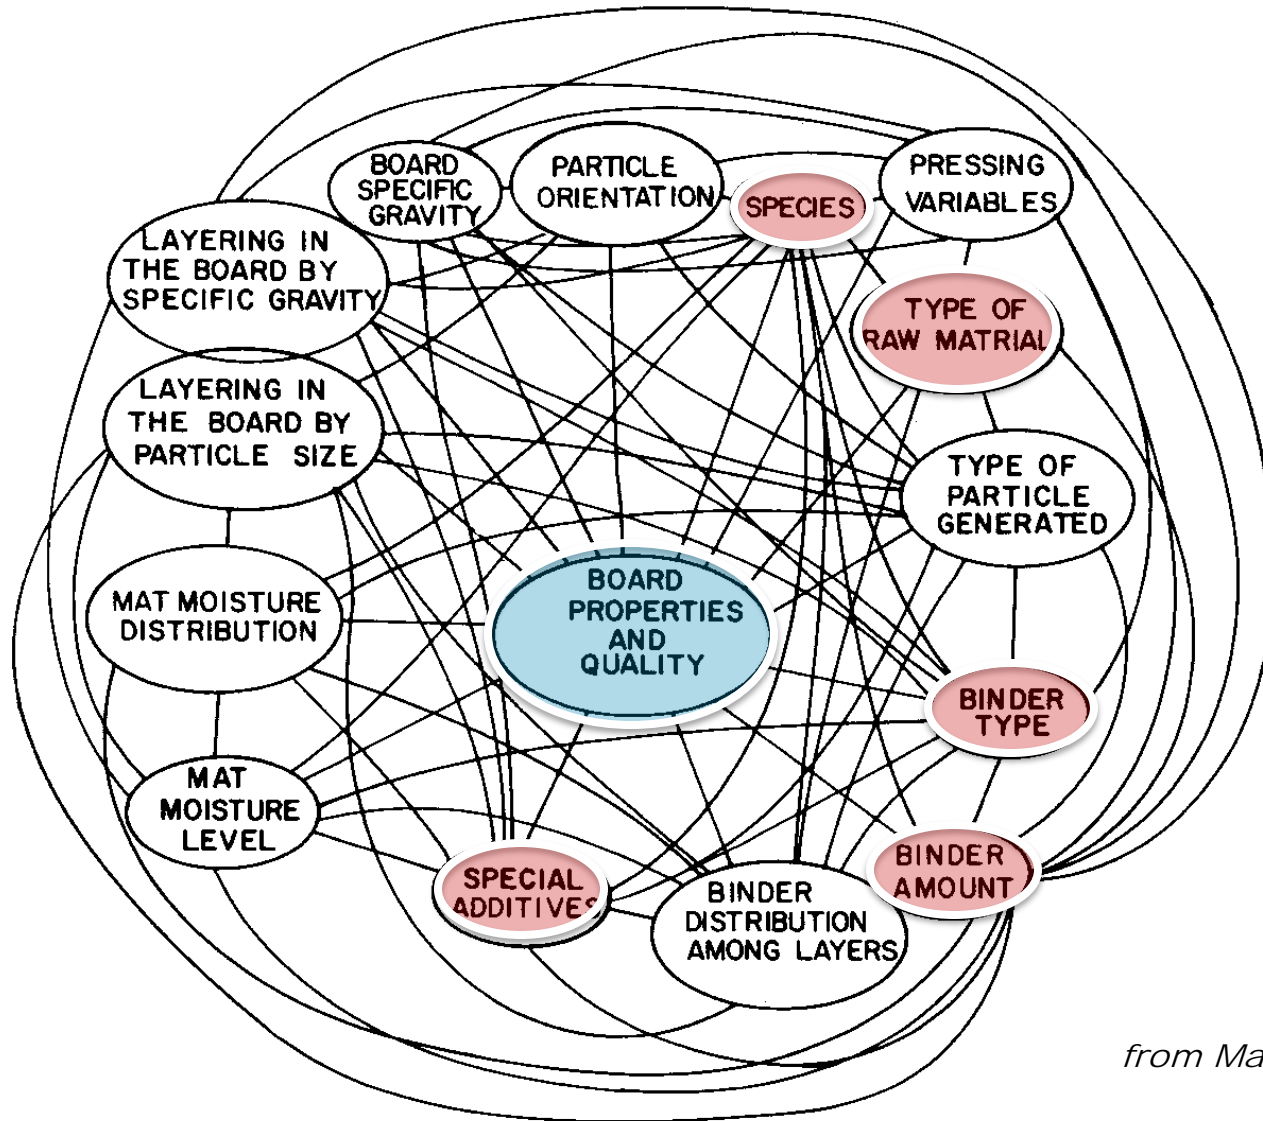 BOARD
SPECIFIC
GRAVITY
PARTICLE
ORIENTATION
SPECIES
PRESSING
VARIABLES
LAYERING IN
THE BOARD BY
SPECIFIC GRAVITY
TYPE OF
RAW MATRIAL
LAYERING IN
THE BOARD BY
PARTICLE SIZE
TYPE OF
PARTICLE
GENERATED
BOARD
PROPERTIES
AND
QUALITY
MAT MOISTURE
DISTRIBUTION
BINDER
TYPE
MAT
MOISTURE
LEVEL
SPECIAL
ADDITIVES
BINDER
DISTRIBUTION
AMONG LAYERS
BINDER
AMOUNT
from Ma